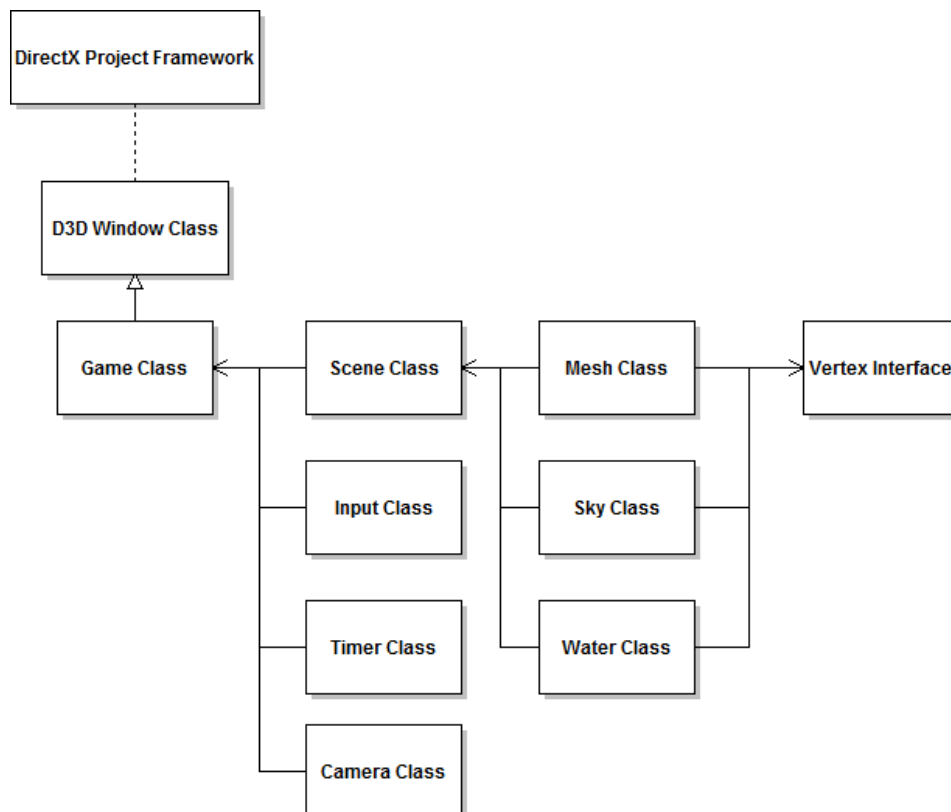 DirectX Project Framework
D3D Window Class
Game Class
Scene Class
Mesh Class
Vertex Interface
Input Class
Sky Class
Timer Class
Water Class
Camera Class